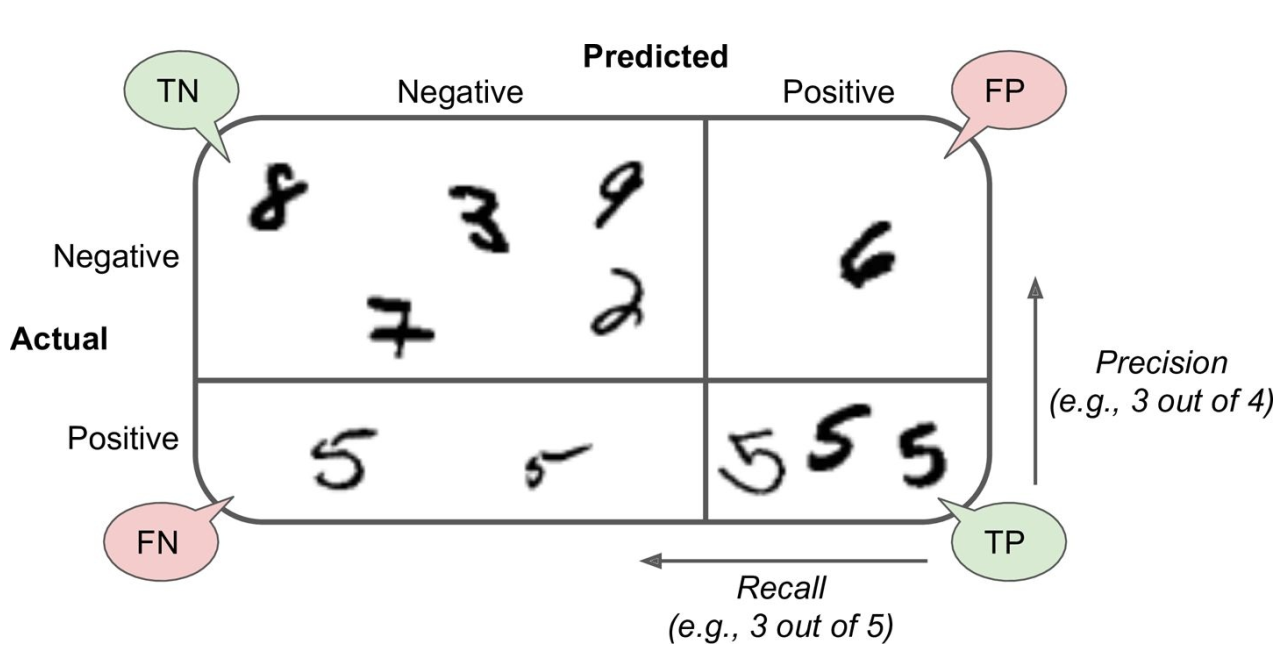 Predicted
TN Negative Positive FP
8 3 9
Negative 6
7 2
Actual
Precision
(e.g., 3 out of 4)
Positive 5 5 5 5 5
FN TP
Recall
(e.g., 3 out of 5)